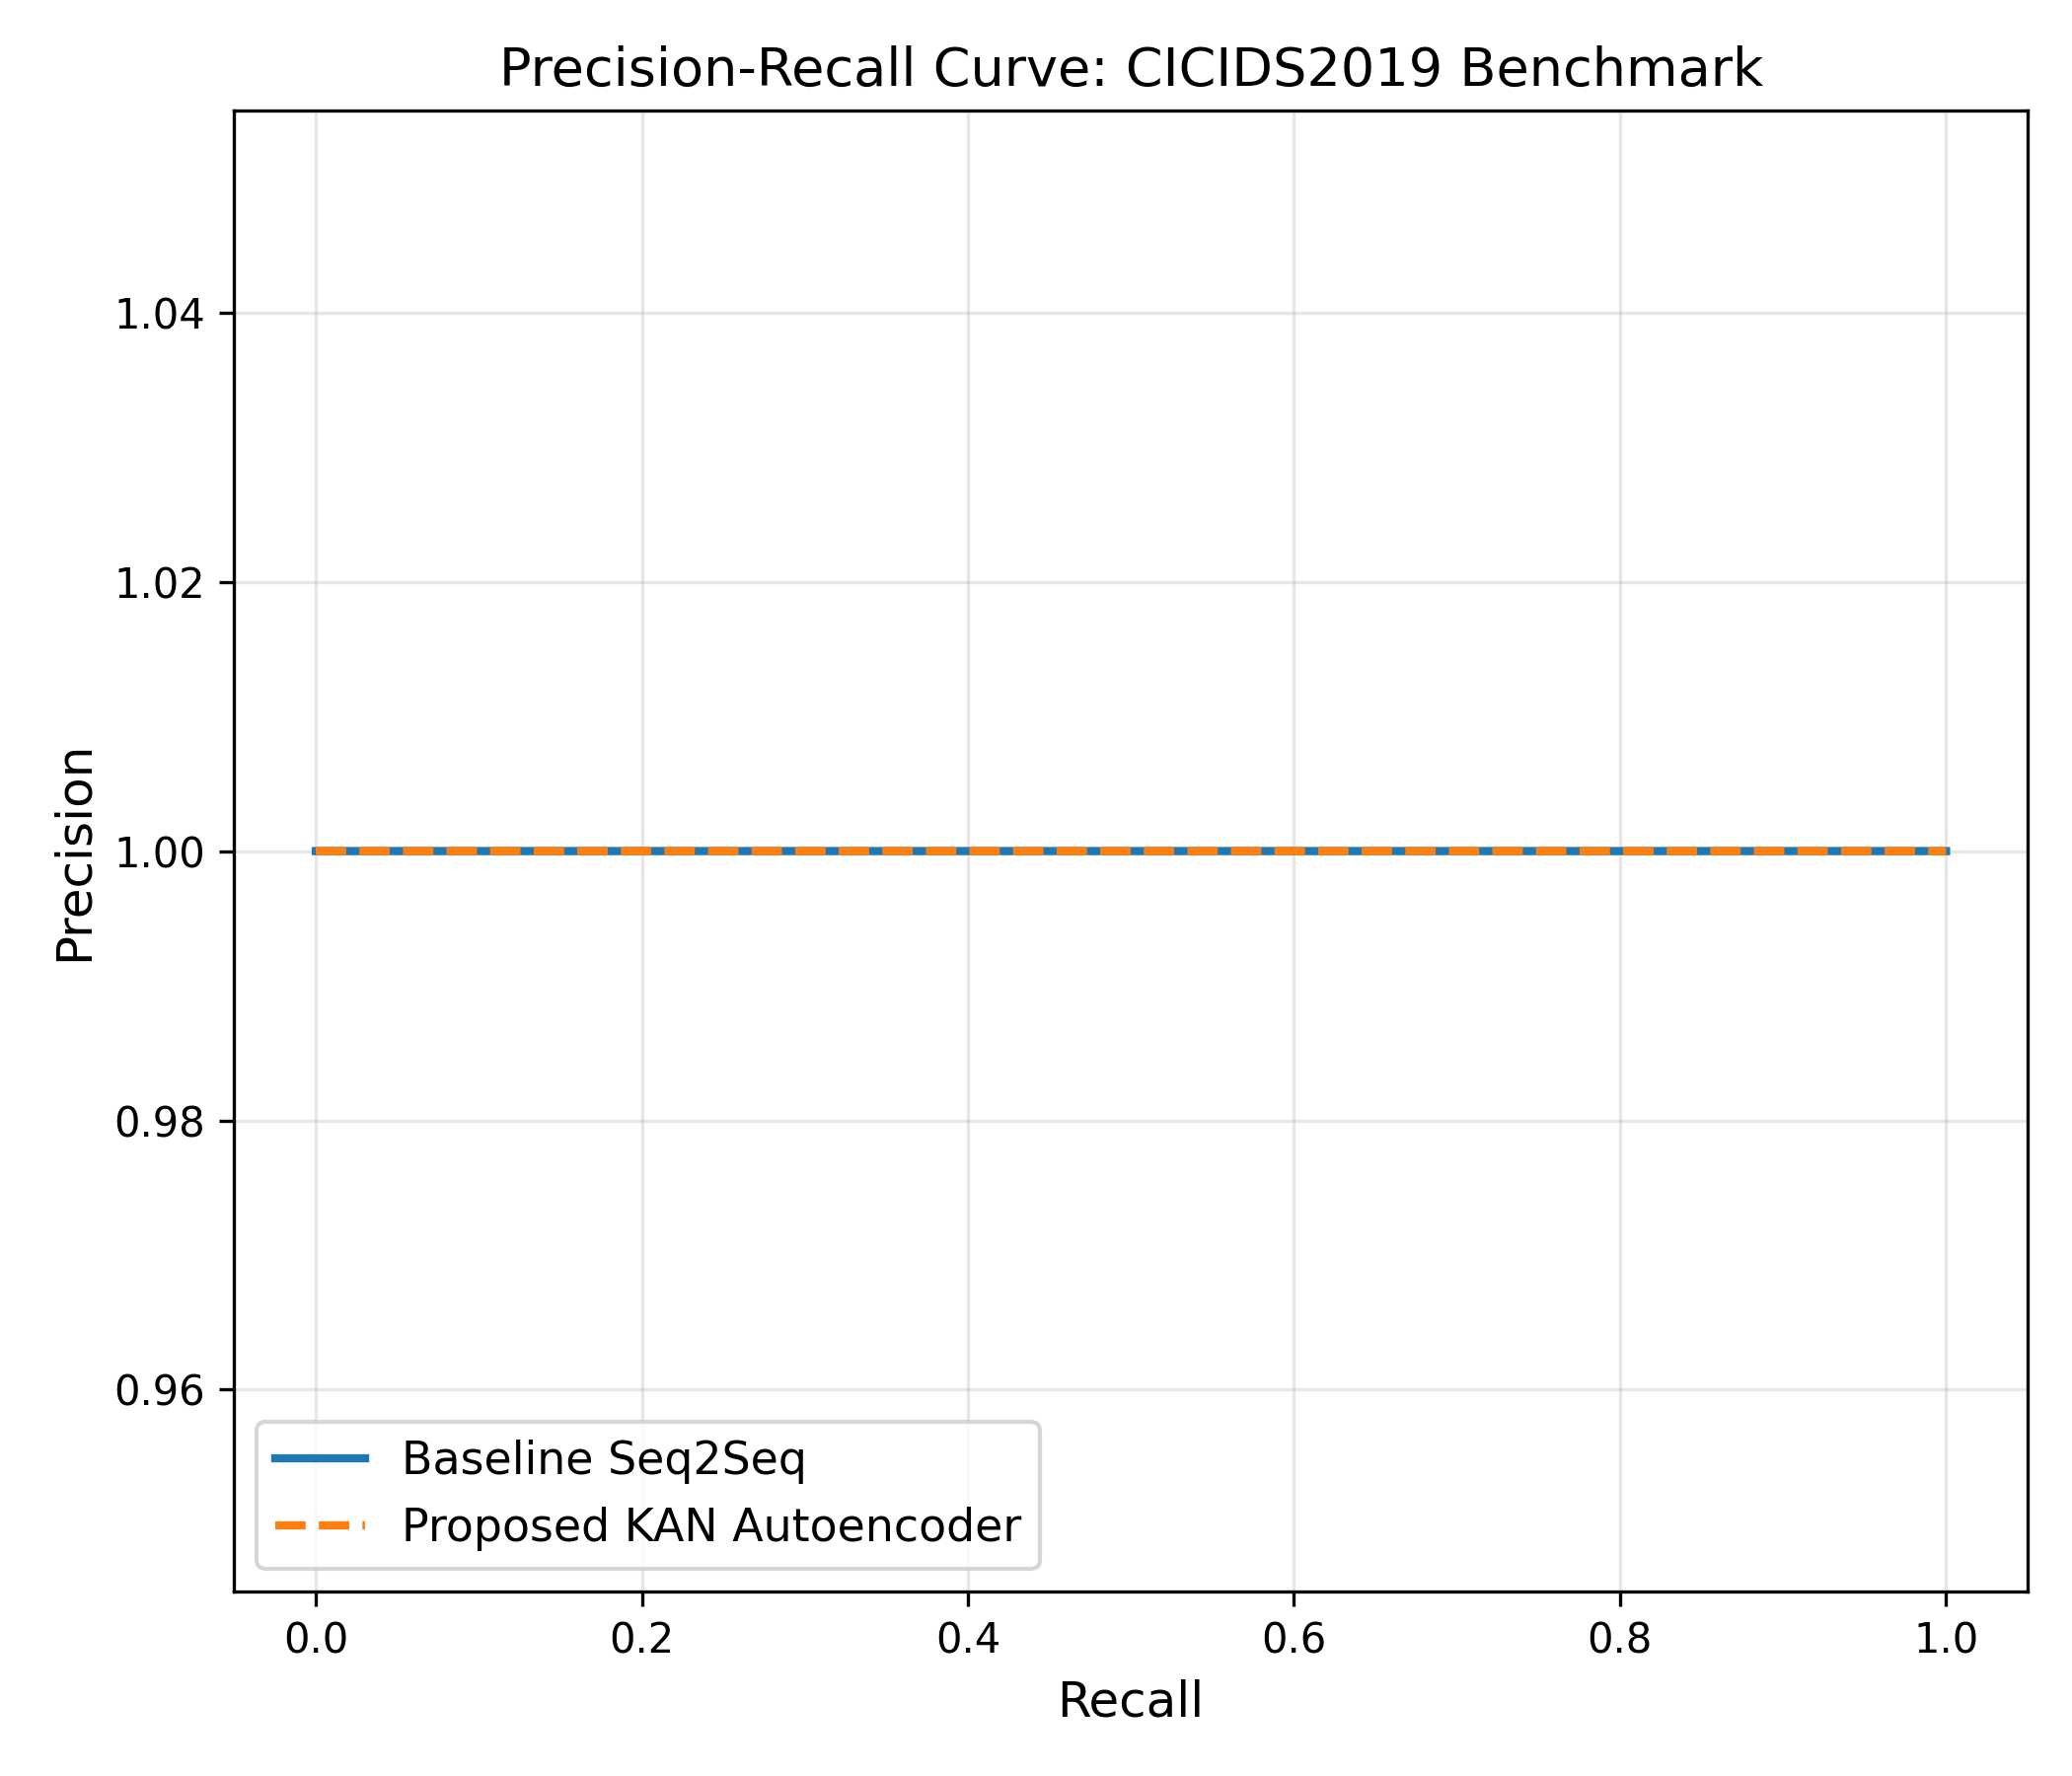 Precision-Recall Curve: CICIDS2019 Benchmark
1.04
1.02
1.00
0.98
0.96
Precision
Baseline Seq2Seq
Proposed KAN Autoencoder
0.0 0.2 0.4 0.6 0.8 1.0
Recall